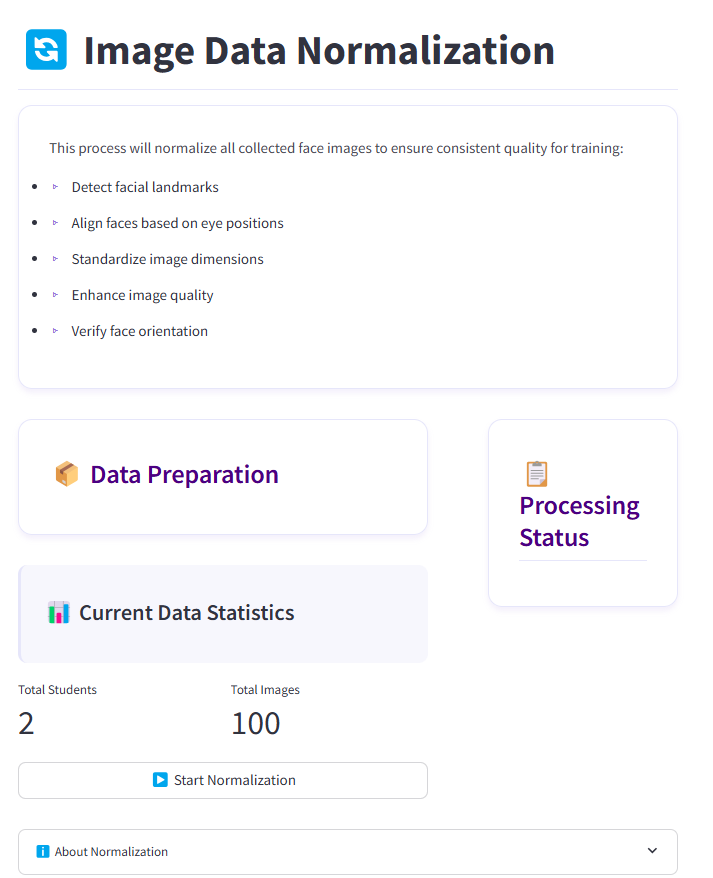 Image Data Normalization
This process will normalize all collected face images to ensure consistent quality for training:
Detect facial landmarks
Align faces based on eye positions
Standardize image dimensions
Enhance image quality
Verify face orientation
Data Preparation
Processing
Status
Current Data Statistics
Total Students
2
Total Images
100
Start Normalization
About Normalization